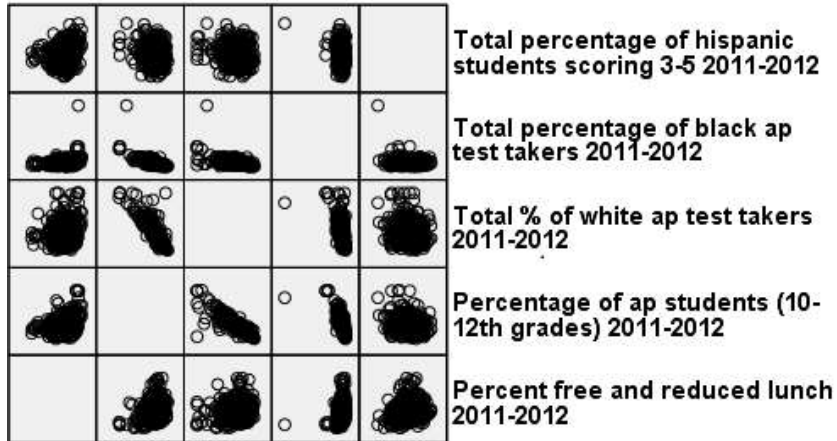 Total percentage of hispanic
students scoring 3-5 2011-2012
Total percentage of black ap
test takers 2011-2012
Total % of white ap test takers
2011-2012
Percentage of ap students (10-
12th grades) 2011-2012
Percent free and reduced lunch
2011-2012